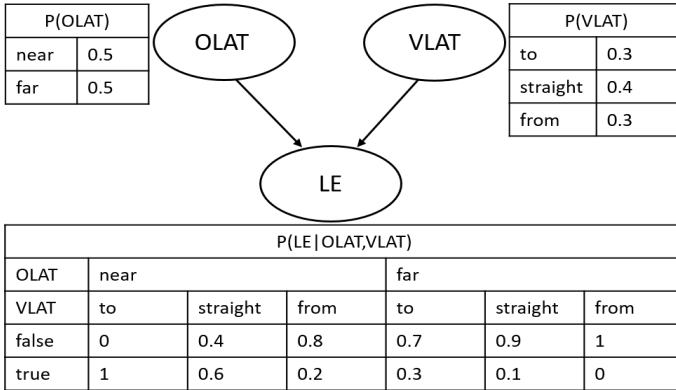 P(OLAT)
near 0.5
far 0.5
OLAT
VLAT
P(VLAT)
to 0.3
straight 0.4
from 0.3
LE
P(LE|OLAT,VLAT)
OLAT near far
VLAT to straight from to straight from
false 0 0.4 0.8 0.7 0.9 1
true 1 0.6 0.2 0.3 0.1 0